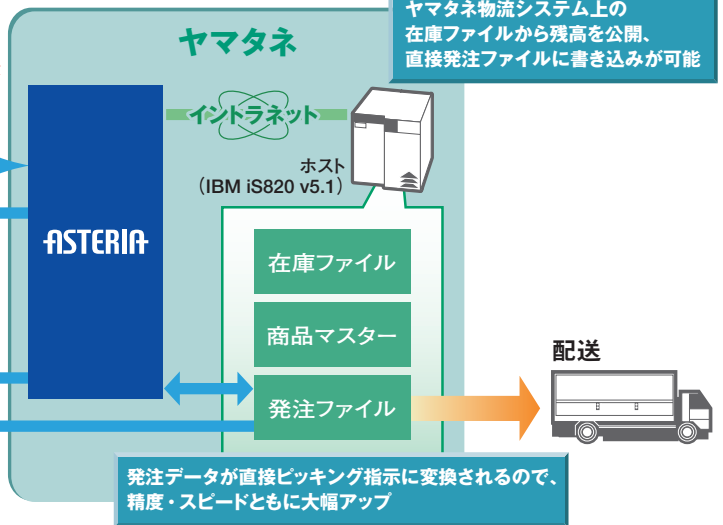 ヤマタネ物流システム上の
在庫ファイルから残高を公開、
直接発注ファイルに書き込みが可能
ヤマタネ
イントラネット
ホスト
（IBM iS820 v5.1）
ASTERIA
在庫ファイル
商品マスター
発注ファイル
配送
発注データが直接ピッキング指示に変換されるので、
精度・スピードともに大幅アップ